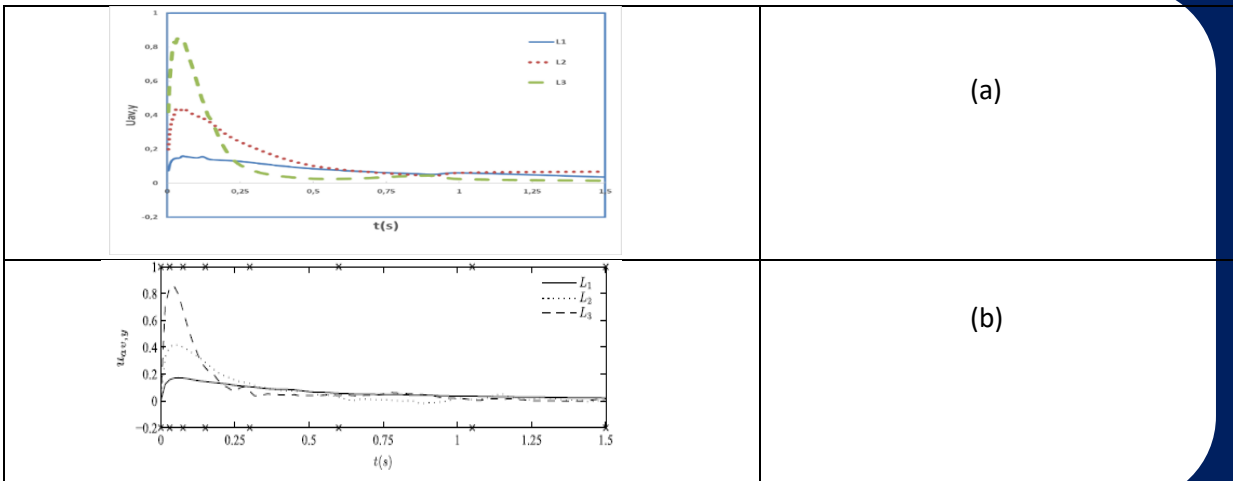 1
0,8
0,6
0,4
0,2
0
-0,2
Uav,y
L1
L2
L3
0 0,25 0,5 0,75 1 1,25 1,5
t(s)
(a)
1
0.8
0.6
0.4
0.2
0
−0.2
u_{av,y}
L₁
L₂
L₃
0 0.25 0.5 0.75 1 1.25 1.5
t(s)
(b)